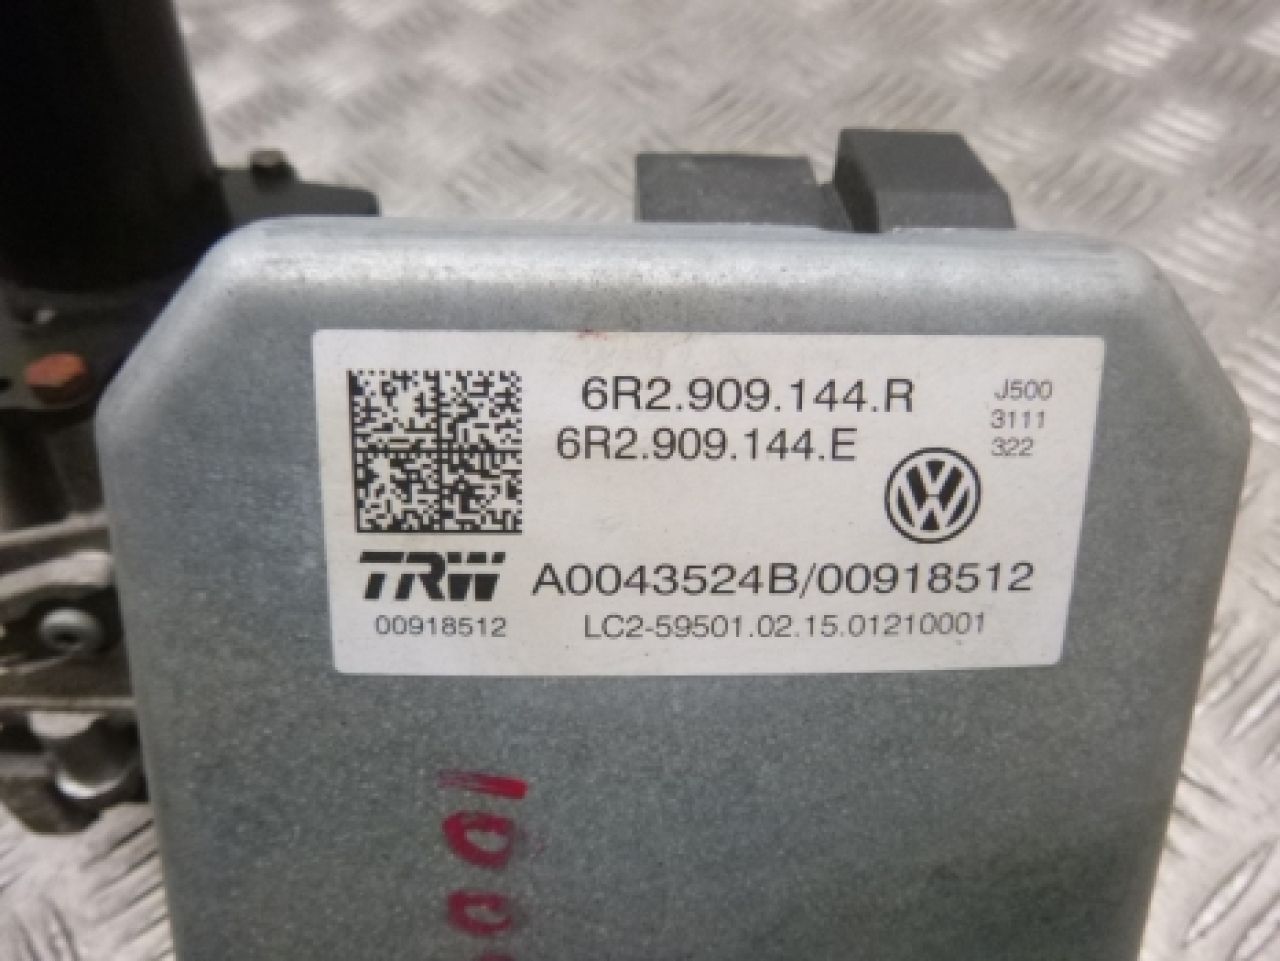 6R2.909.144.R
6R2.909.144.E
J500
3111
322
TRW
A0043524B/00918512
00918512
LC2-59501.02.15.01210001